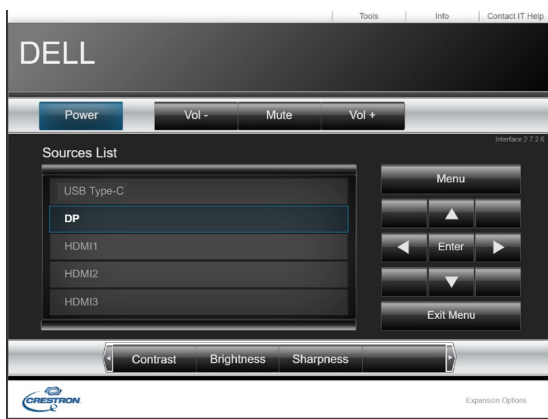 Tools Info Contact IT Help
DELL
Power Vol - Mute Vol +
Interface 2.7.2.6
Sources List
USB Type-C
DP
HDMI1
HDMI2
HDMI3
Menu
Enter
Exit Menu
Contrast Brightness Sharpness
CRESTRON
Expansion Options